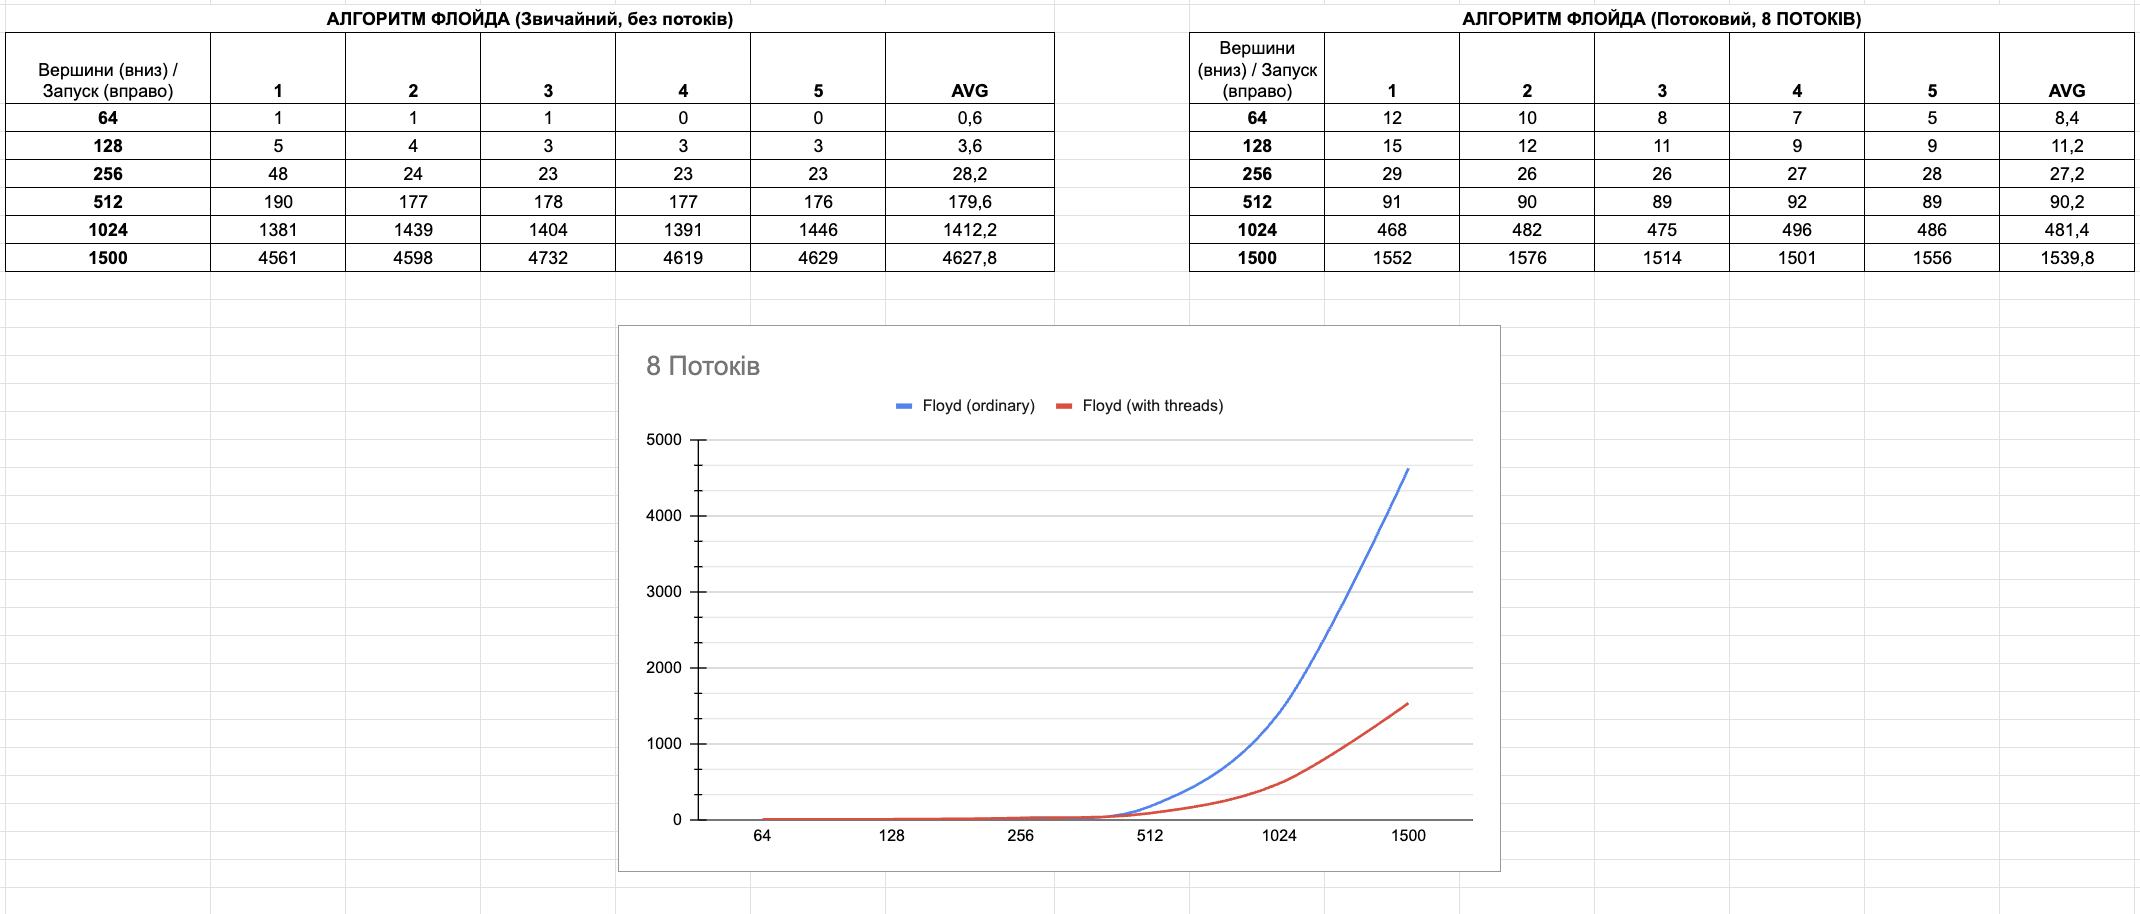 АЛГОРИТМ ФЛОЙДА (Звичайний, без потоків)
Вершини (вниз) /
Запуск (вправо) 1 2 3 4 5 AVG
64 1 1 1 0 0 0,6
128 5 4 3 3 3 3,6
256 48 24 23 23 23 28,2
512 190 177 178 177 176 179,6
1024 1381 1439 1404 1391 1446 1412,2
1500 4561 4598 4732 4619 4629 4627,8
АЛГОРИТМ ФЛОЙДА (Потоковий, 8 ПОТОКІВ)
Вершини
(вниз) / Запуск
(вправо) 1 2 3 4 5 AVG
64 12 10 8 7 5 8,4
128 15 12 11 9 9 11,2
256 29 26 26 27 28 27,2
512 91 90 89 92 89 90,2
1024 468 482 475 496 486 481,4
1500 1552 1576 1514 1501 1556 1539,8
8 Потоків
Floyd (ordinary) Floyd (with threads)
5000
4000
3000
2000
1000
0
64 128 256 512 1024 1500